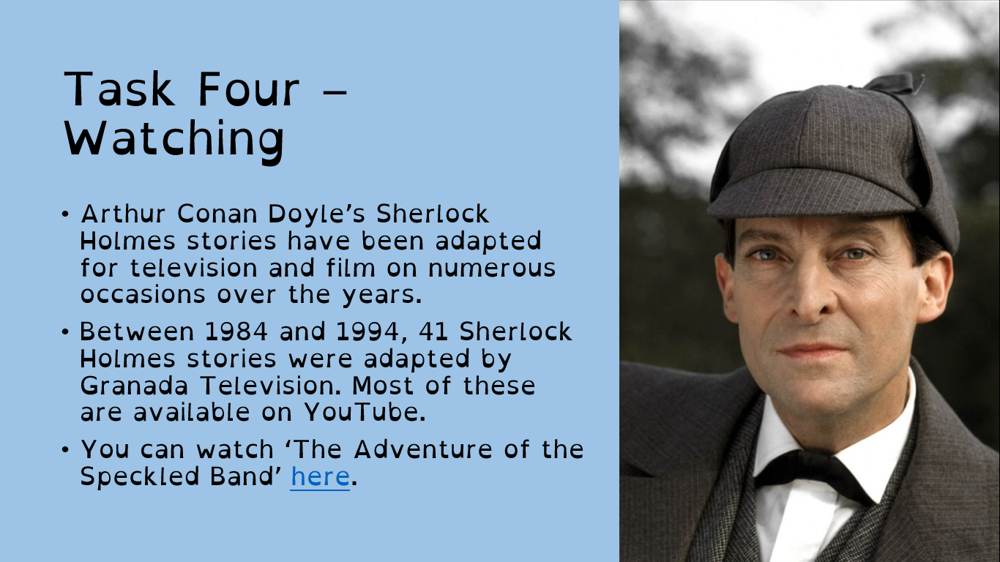 Task Four –
Watching
• Arthur Conan Doyle’s Sherlock
Holmes stories have been adapted
for television and film on numerous
occasions over the years.
• Between 1984 and 1994, 41 Sherlock
Holmes stories were adapted by
Granada Television. Most of these
are available on YouTube.
• You can watch ‘The Adventure of the
Speckled Band’ here.